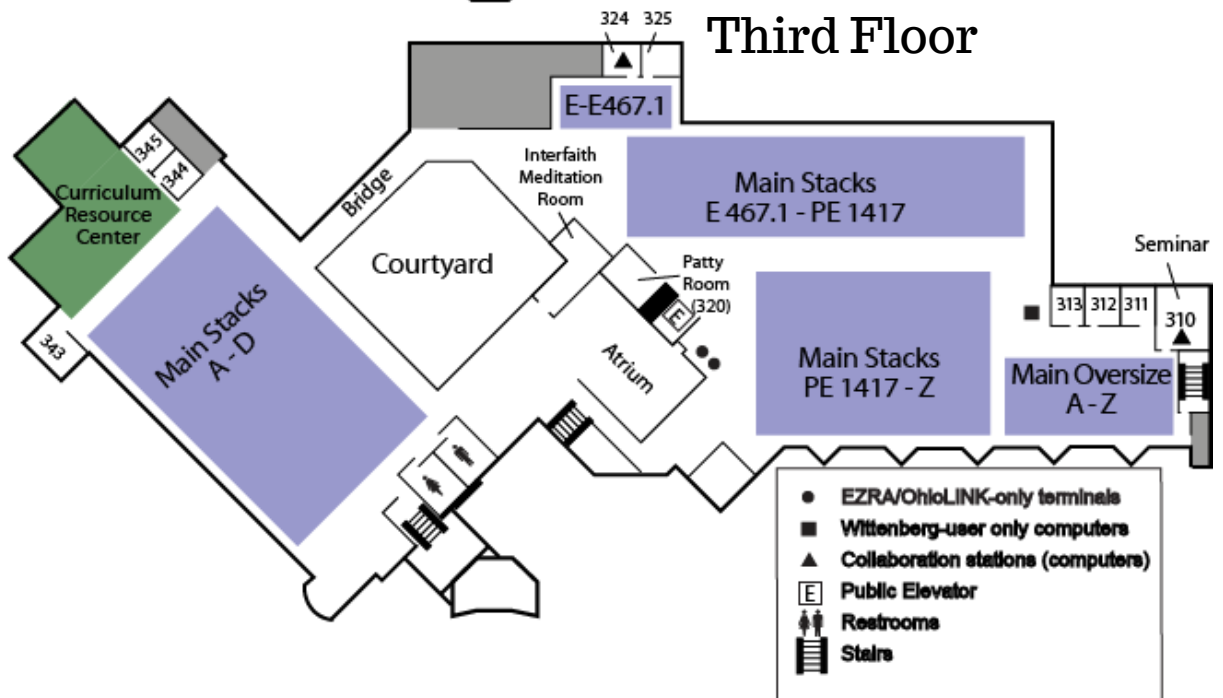 Third Floor
324
325
E-E467.1
345
344
Curriculum
Resource
Center
Bridge
Interfaith
Meditation
Room
Main Stacks
E 467.1 - PE 1417
Courtyard
Patty
Room
(320)
E
Seminar
313
312
311
310
343
Main Stacks
A - D
Atrium
Main Stacks
PE 1417 - Z
Main Oversize
A - Z
EZRA/OhioLINK-only terminals
Wittenberg-user only computers
Collaboration stations (computers)
E
Public Elevator
Restrooms
Stairs